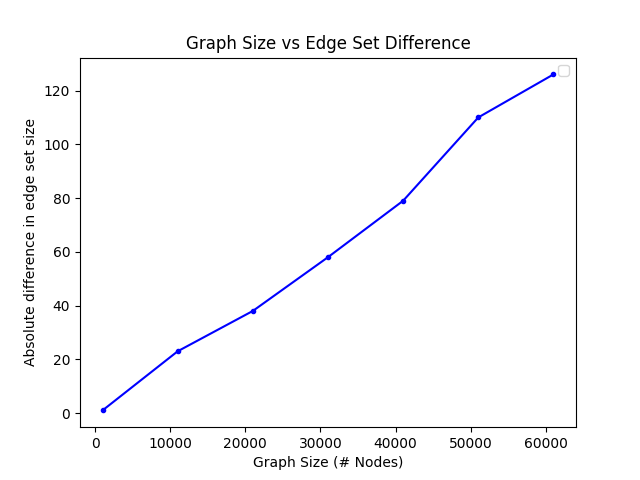 Graph Size vs Edge Set Difference
Absolute difference in edge set size
120
100
80
60
40
20
0
0 10000 20000 30000 40000 50000 60000
Graph Size (# Nodes)